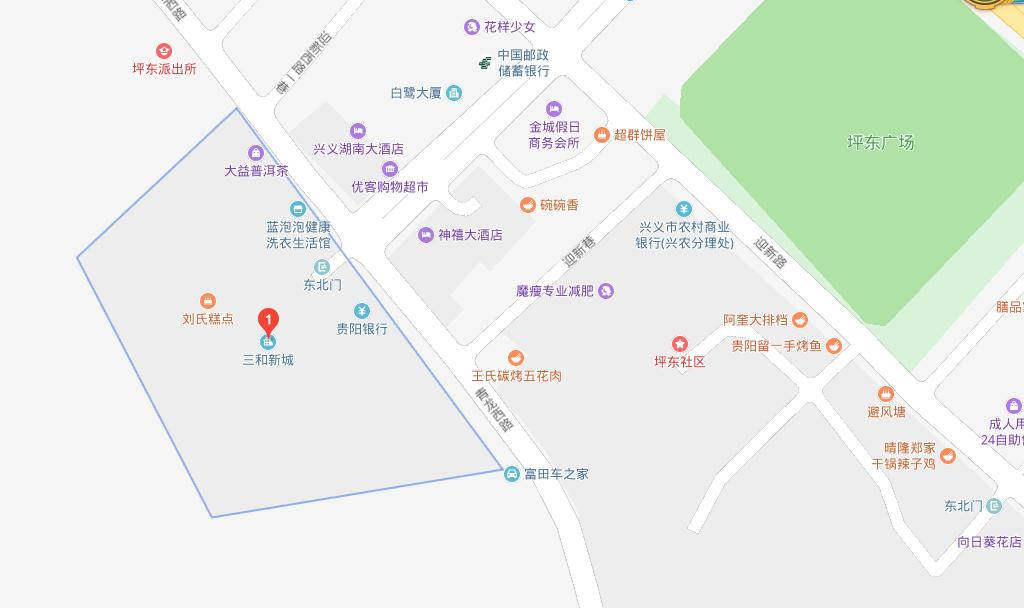 西路
花样少女
坪东派出所
迎新西路一巷
中国邮政
储蓄银行
白鹭大厦
金城假日
商务会所
超群饼屋
坪东广场
兴义湖南大酒店
大益普洱茶
优客购物超市
碗碗香
蓝泡泡健康
洗衣生活馆
神禧大酒店
兴义市农村商业
银行(兴农分理处)
迎新巷
迎新路
东北门
魔瘦专业减肥
刘氏糕点
1
贵阳银行
阿奎大排档
贵阳留一手烤鱼
膳品
三和新城
坪东社区
王氏碳烤五花肉
青龙西路
避风塘
成人用
24自助
晴隆郑家
干锅辣子鸡
富田车之家
东北门
向日葵花店